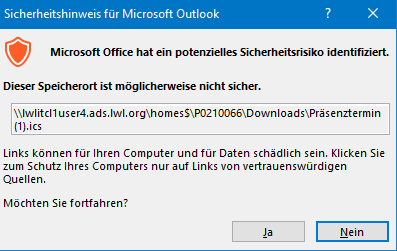 Sicherheitshinweis für Microsoft Outlook
Microsoft Office hat ein potenzielles Sicherheitsrisiko identifiziert.
Dieser Speicherort ist möglicherweise nicht sicher.
\\lwlitcl1user4.ads.lwl.org\homes$\P0210066\Downloads\Präsenztermin
(1).ics
Links können für Ihren Computer und für Daten schädlich sein. Klicken Sie
zum Schutz Ihres Computers nur auf Links von vertrauenswürdigen
Quellen.
Möchten Sie fortfahren?
Ja
Nein